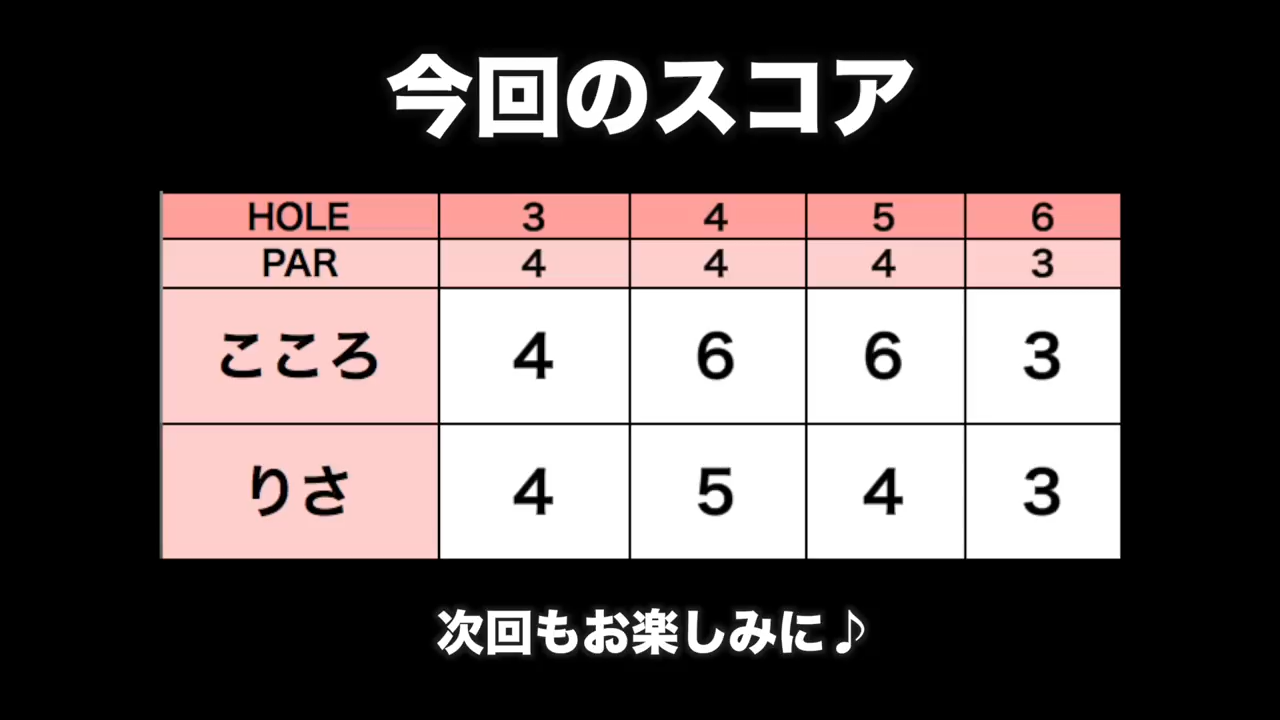 今回のスコア
HOLE 3 4 5 6
PAR 4 4 4 3
こころ 4 6 6 3
りさ 4 5 4 3
次回もお楽しみに♪